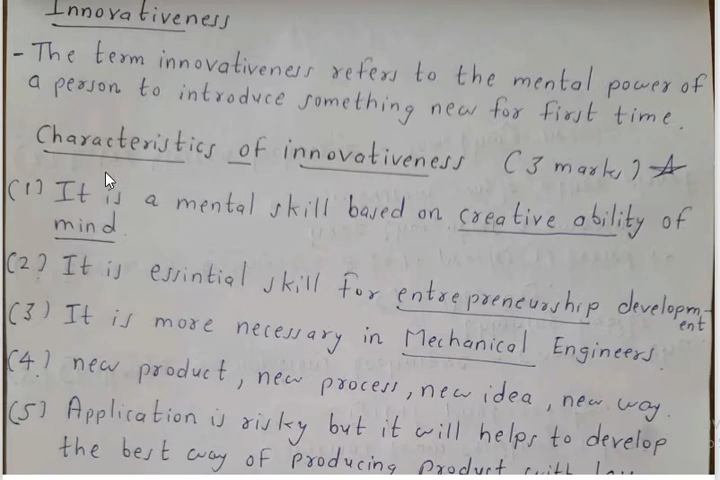 Innovativeness
- The term innovativeness refers to the mental power of
a person to introduce something new for first time.
Characteristics of innovativeness (3 marks)
(1) It is a mental skill based on creative ability of
mind.
(2) It is essintial skill for entrepreneurship developm-
ent
(3) It is more necessary in Mechanical Engineers.
(4) new product, new process, new idea, new way.
(5) Application is risky but it will helps to develop
the best way of producing product with